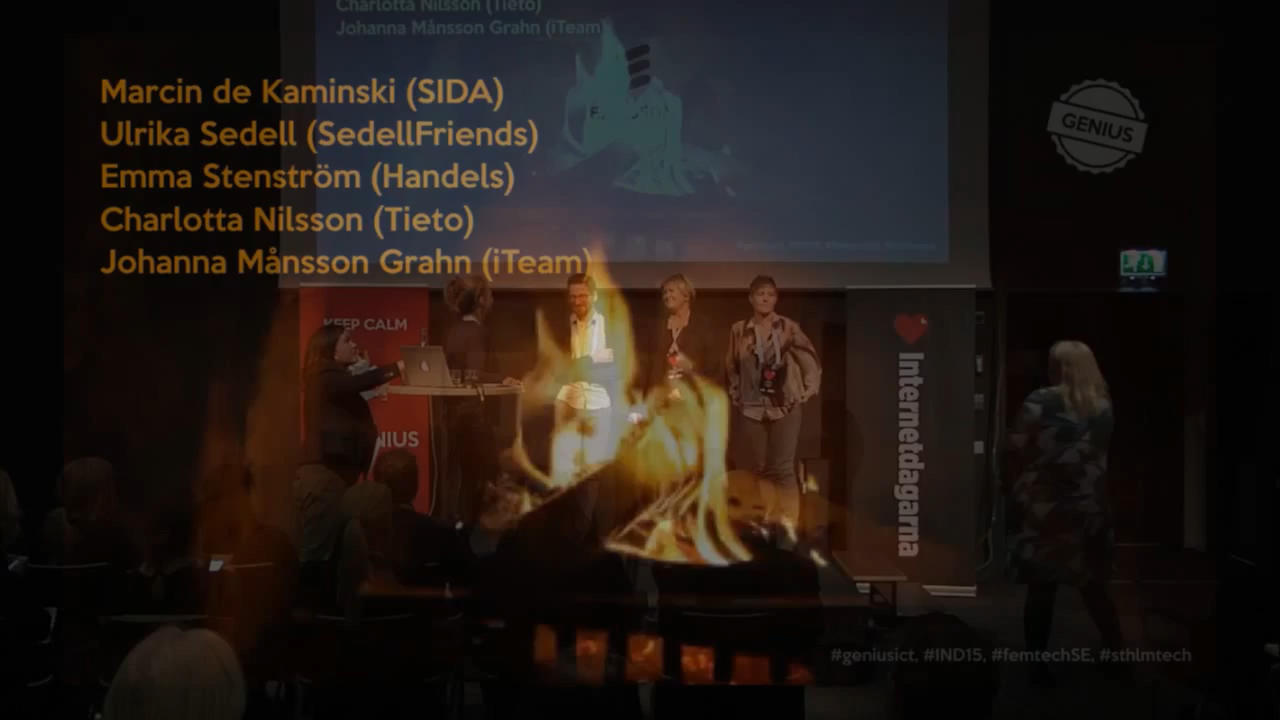 Charlotta Nilsson (Tieto)
Johanna Månsson Grahn (iTeam)
Marcin de Kaminski (SIDA)
Ulrika Sedell (SedellFriends)
Emma Stenström (Handels)
Charlotta Nilsson (Tieto)
Johanna Månsson Grahn (iTeam)
GENIUS
KEEP CALM
NIUS
Internetdagarna
#geniusict, #IND15, #femtechSE, #sthlmtech